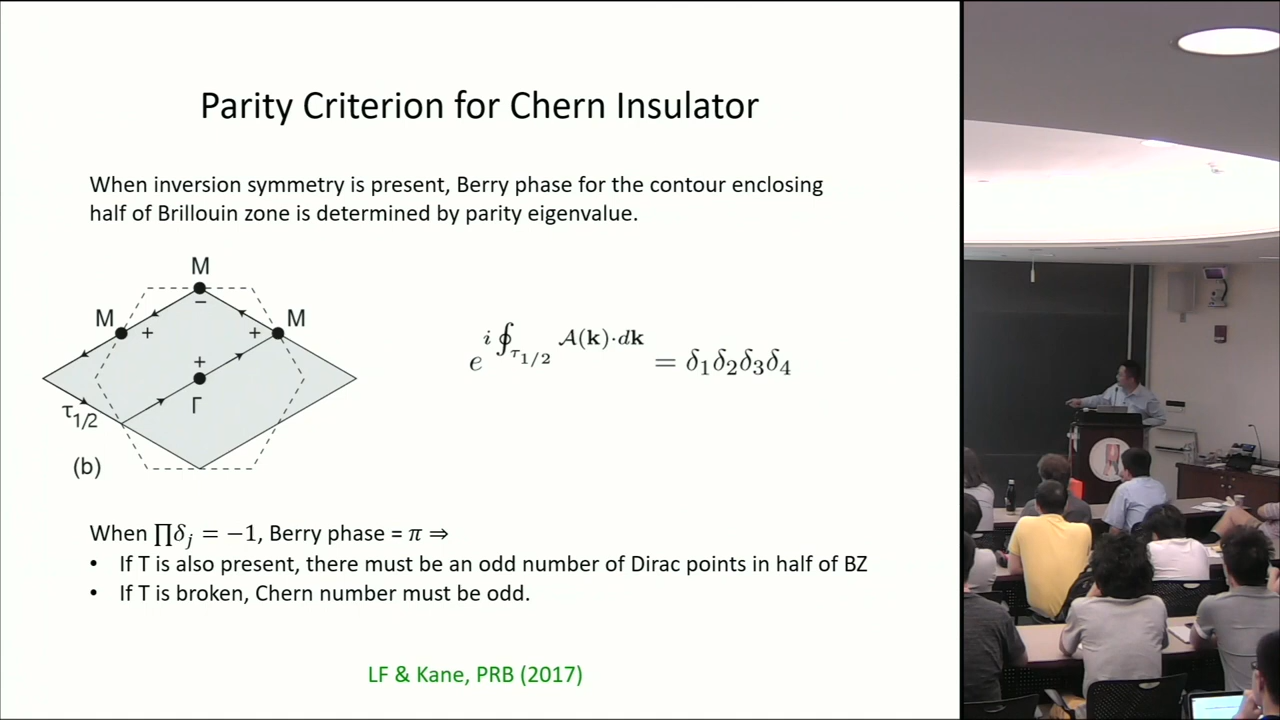 Parity Criterion for Chern Insulator
When inversion symmetry is present, Berry phase for the contour enclosing
half of Brillouin zone is determined by parity eigenvalue.
M
−
M + + M
+
Γ
τ1/2
(b)
e^{i∮_{τ1/2} 𝒜(𝐤)·d𝐤} = δ1δ2δ3δ4
When ∏δj = −1, Berry phase = π ⇒
• If T is also present, there must be an odd number of Dirac points in half of BZ
• If T is broken, Chern number must be odd.
LF & Kane, PRB (2017)